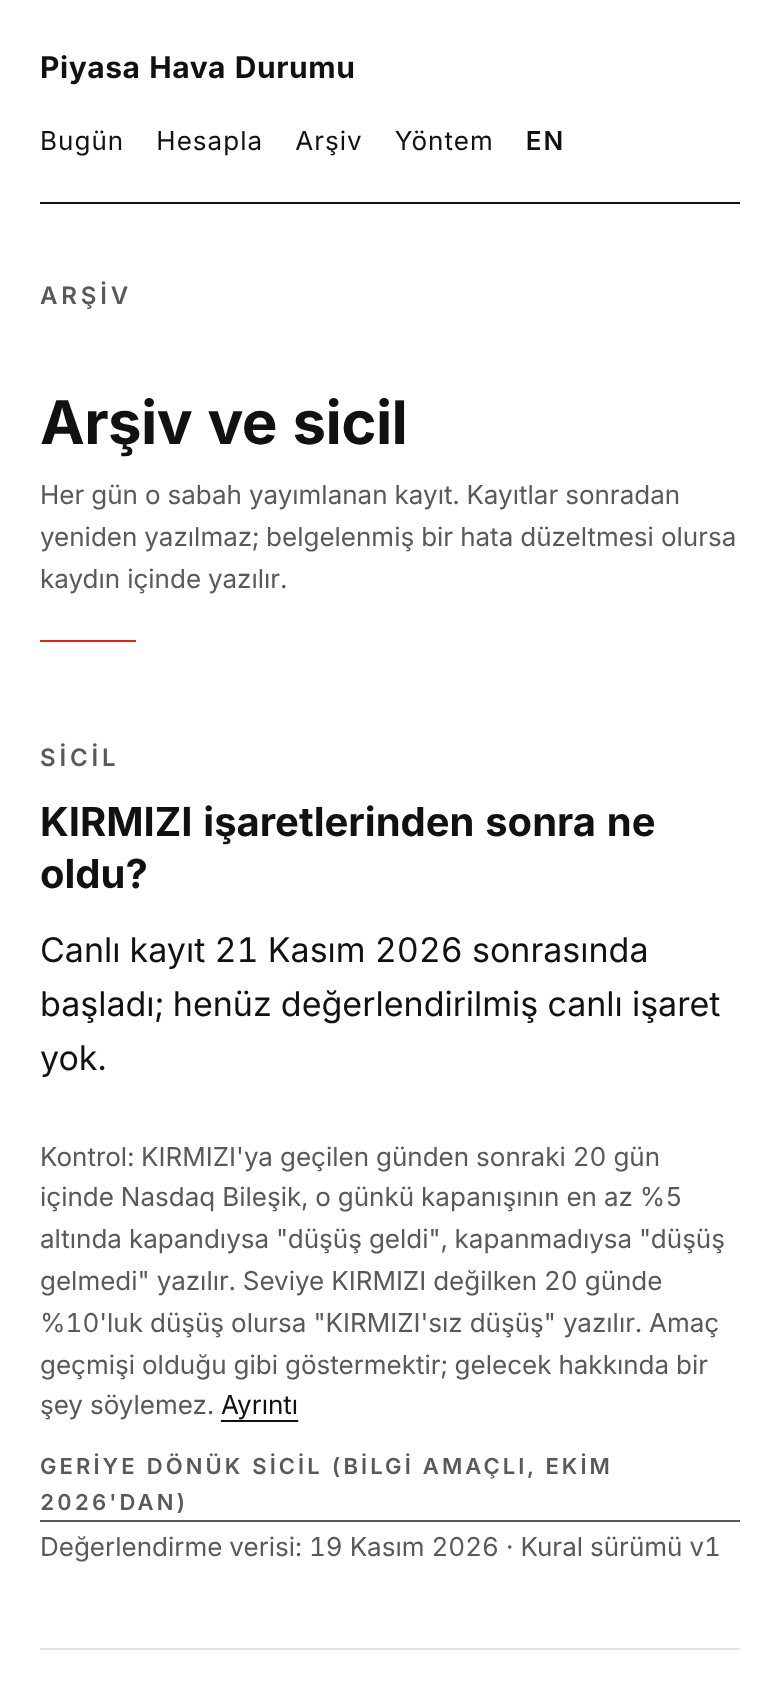 Piyasa Hava Durumu
Bugün Hesapla Arşiv Yöntem EN
ARŞİV
Arşiv ve sicil
Her gün o sabah yayımlanan kayıt. Kayıtlar sonradan
yeniden yazılmaz; belgelenmiş bir hata düzeltmesi olursa
kaydın içinde yazılır.
SİCİL
KIRMIZI işaretlerinden sonra ne
oldu?
Canlı kayıt 21 Kasım 2026 sonrasında
başladı; henüz değerlendirilmiş canlı işaret
yok.
Kontrol: KIRMIZI'ya geçilen günden sonraki 20 gün
içinde Nasdaq Bileşik, o günkü kapanışının en az %5
altında kapandıysa "düşüş geldi", kapanmadıysa "düşüş
gelmedi" yazılır. Seviye KIRMIZI değilken 20 günde
%10'luk düşüş olursa "KIRMIZI'sız düşüş" yazılır. Amaç
geçmişi olduğu gibi göstermektir; gelecek hakkında bir
şey söylemez. Ayrıntı
GERİYE DÖNÜK SİCİL (BİLGİ AMAÇLI, EKİM
2026'DAN)
Değerlendirme verisi: 19 Kasım 2026 · Kural sürümü v1